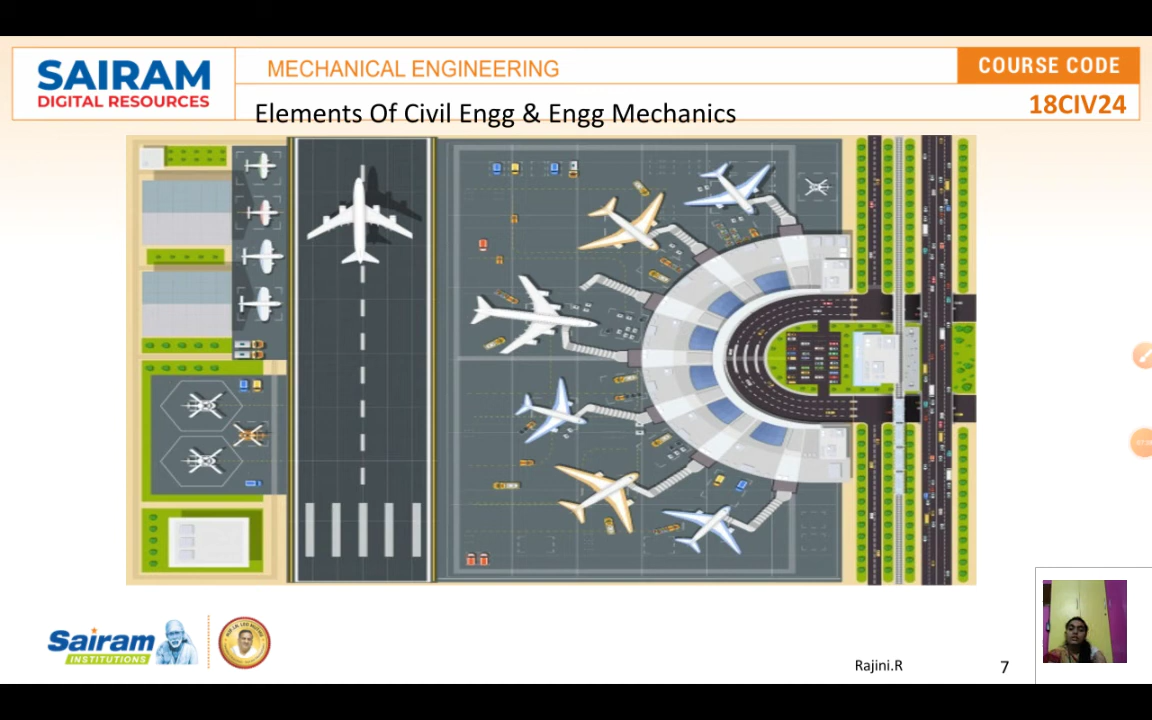 SAIRAM
DIGITAL RESOURCES
MECHANICAL ENGINEERING
COURSE CODE
Elements Of Civil Engg & Engg Mechanics
18CIV24
Sairam
INSTITUTIONS
Rajini.R
7